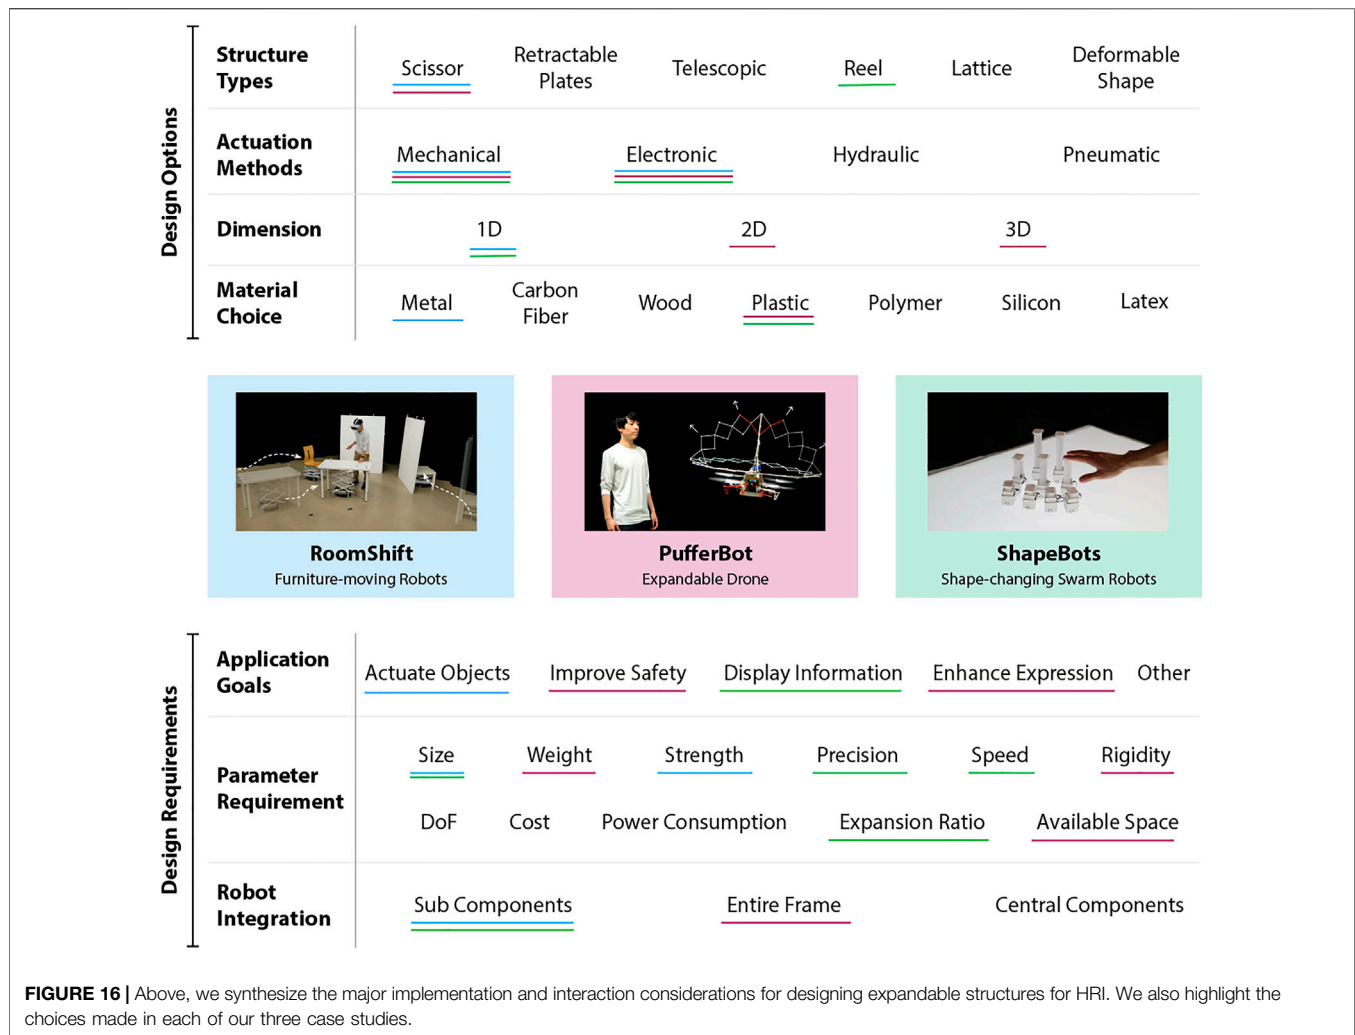 Design Options
Structure Types
Scissor
Retractable Plates
Telescopic
Reel
Lattice
Deformable Shape
Actuation Methods
Mechanical
Electronic
Hydraulic
Pneumatic
Dimension
1D
2D
3D
Material Choice
Metal
Carbon Fiber
Wood
Plastic
Polymer
Silicon
Latex
RoomShift
Furniture-moving Robots
PufferBot
Expandable Drone
ShapeBots
Shape-changing Swarm Robots
Design Requirements
Application Goals
Actuate Objects
Improve Safety
Display Information
Enhance Expression
Other
Parameter Requirement
Size
Weight
Strength
Precision
Speed
Rigidity
DoF
Cost
Power Consumption
Expansion Ratio
Available Space
Robot Integration
Sub Components
Entire Frame
Central Components
FIGURE 16 | Above, we synthesize the major implementation and interaction considerations for designing expandable structures for HRI. We also highlight the
choices made in each of our three case studies.